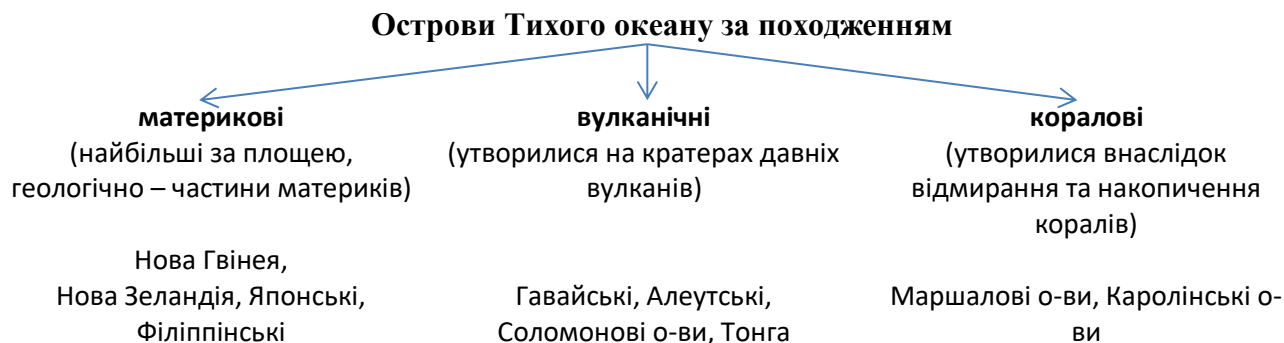 Острови Тихого океану за походженням
материкові
(найбільші за площею,
геологічно – частини материків)
Нова Гвінея,
Нова Зеландія, Японські,
Філіппінські
вулканічні
(утворилися на кратерах давніх
вулканів)
Гавайські, Алеутські,
Соломонові о-ви, Тонга
коралові
(утворилися внаслідок
відмирання та накопичення
коралів)
Маршалові о-ви, Каролінські о-
ви